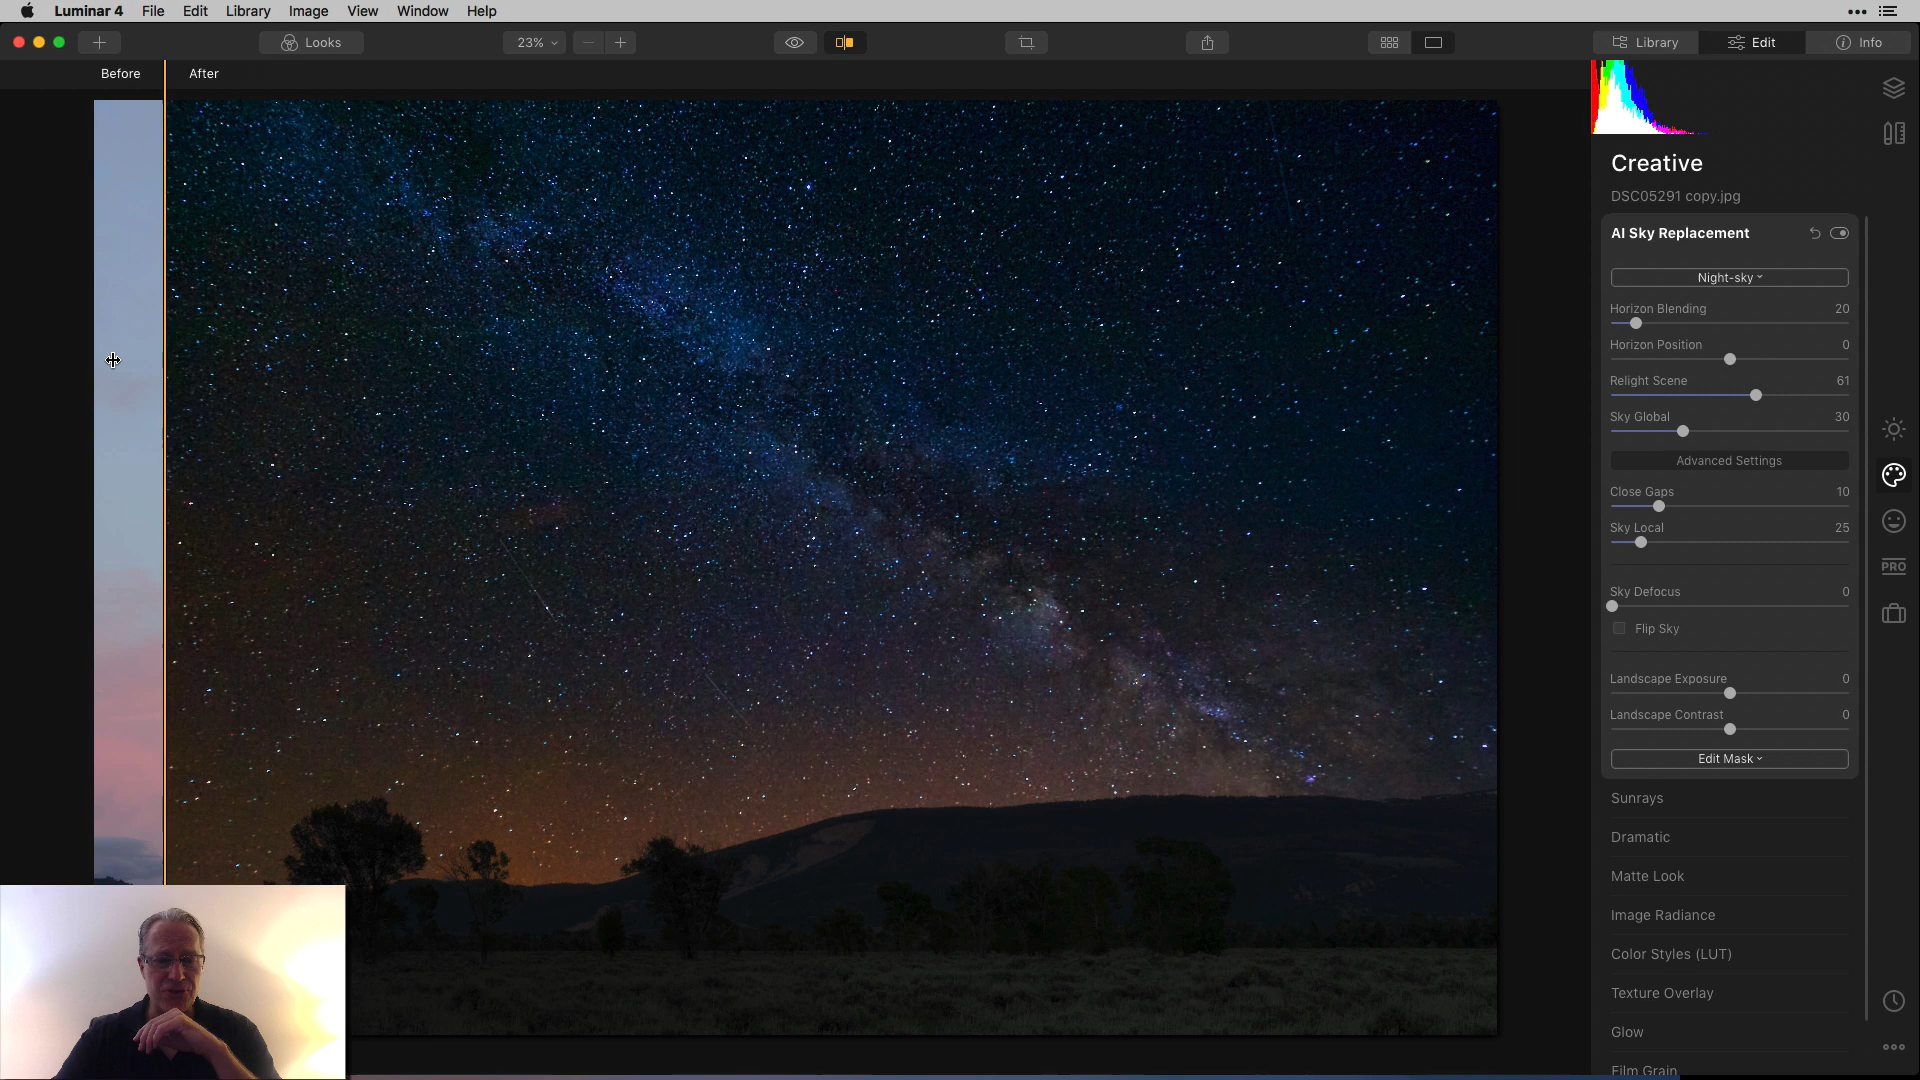 Luminar 4 File Edit Library Image View Window Help
Looks 23% Library Edit Info
Before After
Creative
DSC05291 copy.jpg
AI Sky Replacement
Night-sky
Horizon Blending 20
Horizon Position 0
Relight Scene 61
Sky Global 30
Advanced Settings
Close Gaps 10
Sky Local 25
PRO
Sky Defocus 0
Flip Sky
Landscape Exposure 0
Landscape Contrast 0
Edit Mask
Sunrays
Dramatic
Matte Look
Image Radiance
Color Styles (LUT)
Texture Overlay
Glow
Film Grain